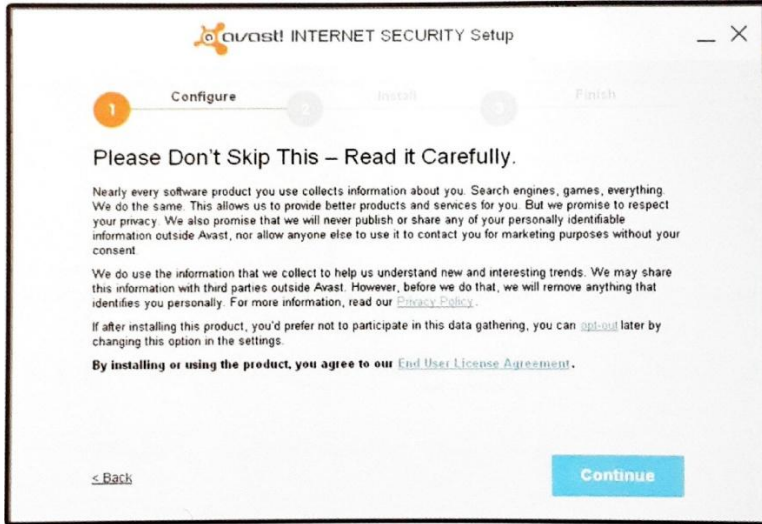 avast! INTERNET SECURITY Setup
1 Configure 2 Install 3 Finish
Please Don't Skip This – Read it Carefully.
Nearly every software product you use collects information about you. Search engines, games, everything.
We do the same. This allows us to provide better products and services for you. But we promise to respect
your privacy. We also promise that we will never publish or share any of your personally identifiable
information outside Avast, nor allow anyone else to use it to contact you for marketing purposes without your
consent.
We do use the information that we collect to help us understand new and interesting trends. We may share
this information with third parties outside Avast. However, before we do that, we will remove anything that
identifies you personally. For more information, read our Privacy Policy.
If after installing this product, you'd prefer not to participate in this data gathering, you can opt-out later by
changing this option in the settings.
By installing or using the product, you agree to our End User License Agreement.
< Back
Continue